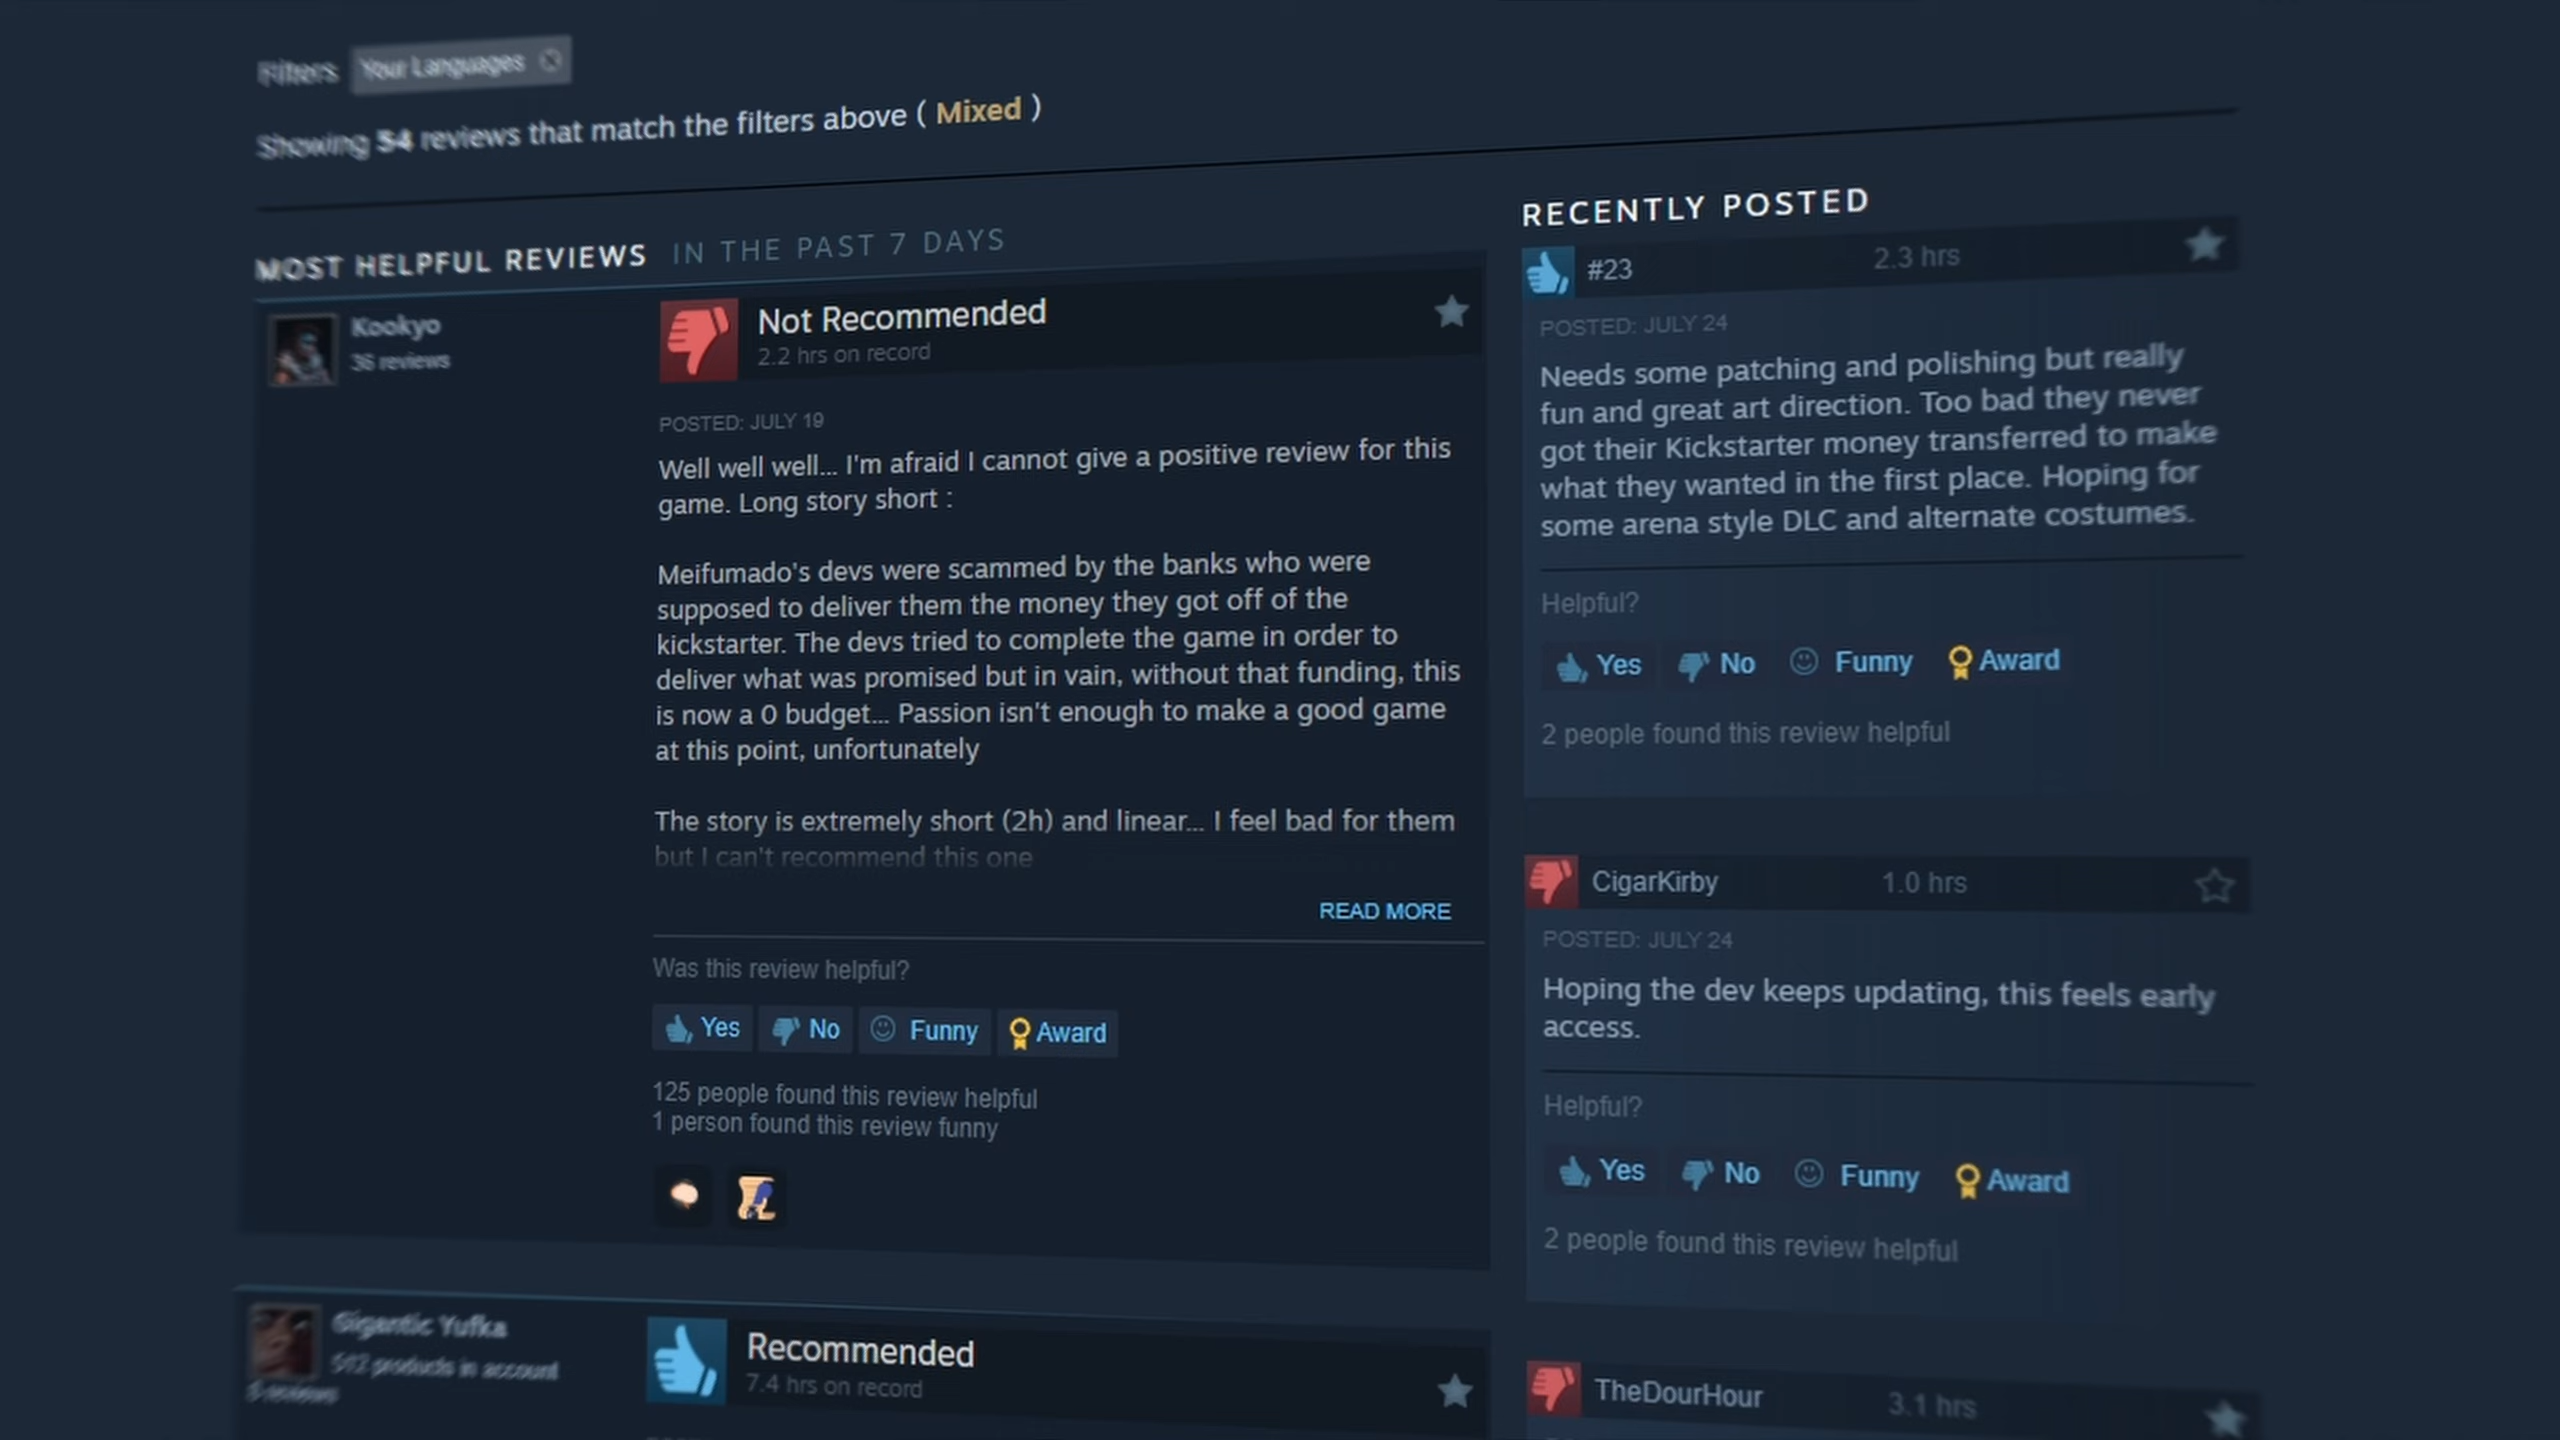 Filters Your Languages
Showing 54 reviews that match the filters above ( Mixed )
MOST HELPFUL REVIEWS IN THE PAST 7 DAYS
Kookyo
36 reviews
Not Recommended
2.2 hrs on record
POSTED: JULY 19
Well well well... I'm afraid I cannot give a positive review for this
game. Long story short :
Meifumado's devs were scammed by the banks who were
supposed to deliver them the money they got off of the
kickstarter. The devs tried to complete the game in order to
deliver what was promised but in vain, without that funding, this
is now a 0 budget... Passion isn't enough to make a good game
at this point, unfortunately
The story is extremely short (2h) and linear... I feel bad for them
but I can't recommend this one
READ MORE
Was this review helpful?
Yes No Funny Award
125 people found this review helpful
1 person found this review funny
Gigantic Yufka
512 products in account
reviews
Recommended
7.4 hrs on record
RECENTLY POSTED
#23 2.3 hrs
POSTED: JULY 24
Needs some patching and polishing but really
fun and great art direction. Too bad they never
got their Kickstarter money transferred to make
what they wanted in the first place. Hoping for
some arena style DLC and alternate costumes.
Helpful?
Yes No Funny Award
2 people found this review helpful
CigarKirby 1.0 hrs
POSTED: JULY 24
Hoping the dev keeps updating, this feels early
access.
Helpful?
Yes No Funny Award
2 people found this review helpful
TheDourHour 3.1 hrs